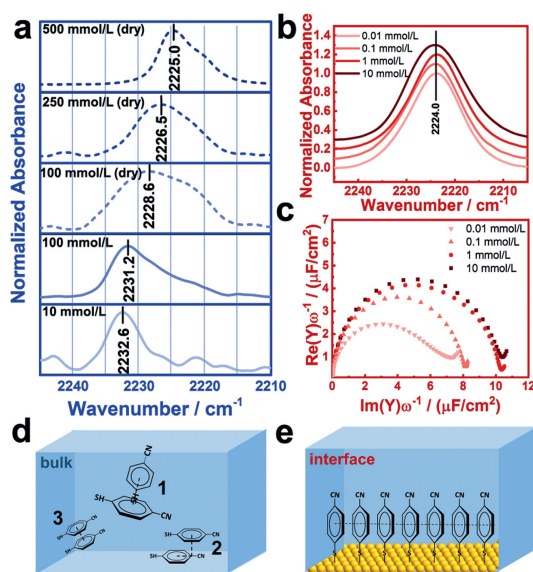 a
500 mmol/L (dry)
2225.0
250 mmol/L (dry)
2226.5
100 mmol/L (dry)
2228.6
100 mmol/L
2231.2
10 mmol/L
2232.6
Normalized Absorbance
2240 2230 2220 2210
Wavenumber / cm⁻¹
b
0.01 mmol/L
0.1 mmol/L
1 mmol/L
10 mmol/L
2224.0
1.4
1.2
1.0
0.8
0.6
0.4
0.2
0.0
Normalized Absorbance
2240 2230 2220 2210
Wavenumber / cm⁻¹
c
0.01 mmol/L
0.1 mmol/L
1 mmol/L
10 mmol/L
7
6
5
4
3
2
1
0
Re(Y)ω⁻¹ / (μF/cm²)
0 2 4 6 8 10
Im(Y)ω⁻¹ / (μF/cm²)
d
bulk
CN
1
SH
SH
CN
3
SH
CN
SH
CN
2
SH
CN
SH
CN
e
interface
CN CN CN CN CN CN CN
S S S S S S S